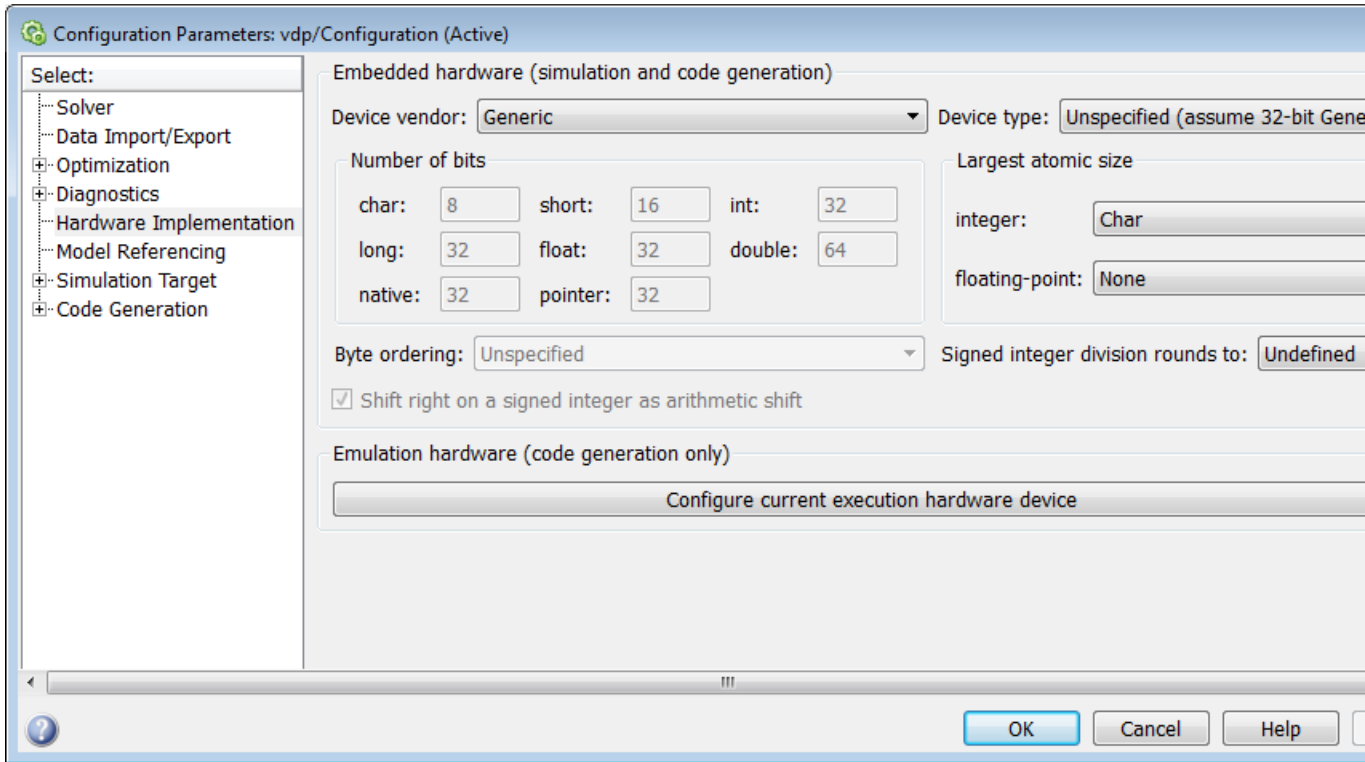 Configuration Parameters: vdp/Configuration (Active)
Select:
Solver
Data Import/Export
Optimization
Diagnostics
Hardware Implementation
Model Referencing
Simulation Target
Code Generation
Embedded hardware (simulation and code generation)
Device vendor: Generic Device type: Unspecified (assume 32-bit Gene
Number of bits
char: 8 short: 16 int: 32
long: 32 float: 32 double: 64
native: 32 pointer: 32
Largest atomic size
integer: Char
floating-point: None
Byte ordering: Unspecified Signed integer division rounds to: Undefined
Shift right on a signed integer as arithmetic shift
Emulation hardware (code generation only)
Configure current execution hardware device
OK Cancel Help